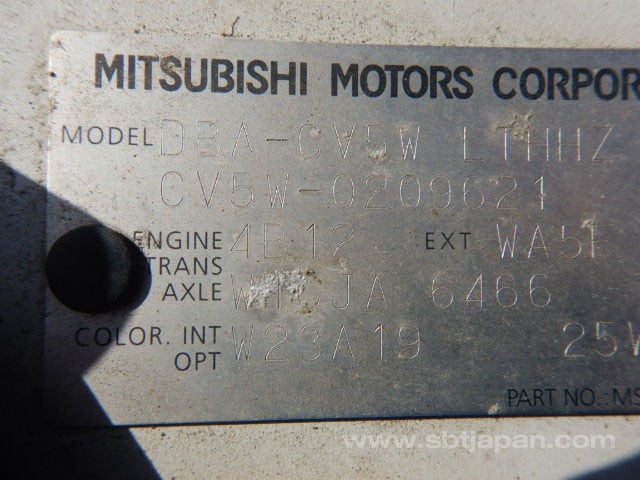 MITSUBISHI MOTORS CORPOR
MODEL DBA-CV5W LTHHZ
CV5W-0209621
ENGINE 4B12 EXT WA5F
TRANS
AXLE W1CJA 6466
COLOR. INT W23A19 25W
OPT
PART NO.:MS
www.sbtjapan.com